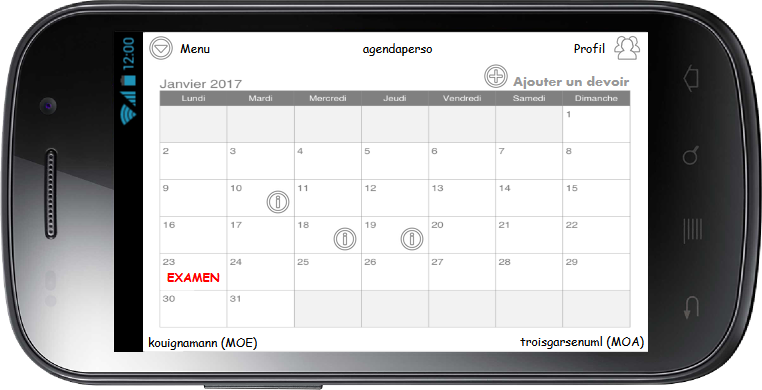 12:00
Menu agendaperso Profil
Janvier 2017 Ajouter un devoir
Lundi Mardi Mercredi Jeudi Vendredi Samedi Dimanche
1
2 3 4 5 6 7 8
9 10 11 12 13 14 15
16 17 18 19 20 21 22
23 24 25 26 27 28 29
EXAMEN
30 31
kouignamann (MOE) troisgarsenuml (MOA)